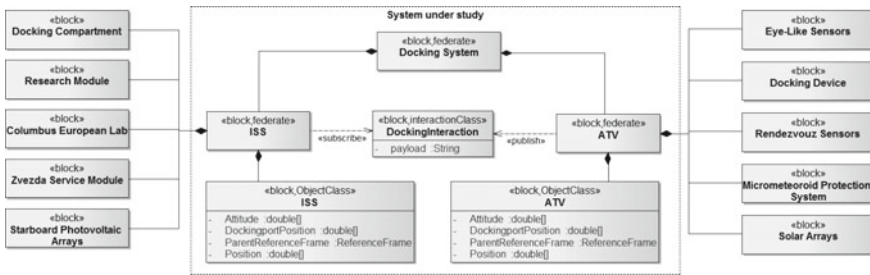 System under study
«block»
Docking Compartment
«block»
Research Module
«block»
Columbus European Lab
«block»
Zvezda Service Module
«block»
Starboard Photovoltaic
Arrays
«block,federate»
Docking System
«block,federate»
ISS
«subscribe»
«block,interactionClass»
DockingInteraction
- payload :String
«publish»
«block,federate»
ATV
«block,ObjectClass»
ISS
- Attitude :double[]
- DockingportPosition :double[]
- ParentReferenceFrame :ReferenceFrame
- Position :double[]
«block,ObjectClass»
ATV
- Attitude :double[]
- DockingportPosition :double[]
- ParentReferenceFrame :ReferenceFrame
- Position :double[]
«block»
Eye-Like Sensors
«block»
Docking Device
«block»
Rendezvouz Sensors
«block»
Micrometeoroid Protection
System
«block»
Solar Arrays